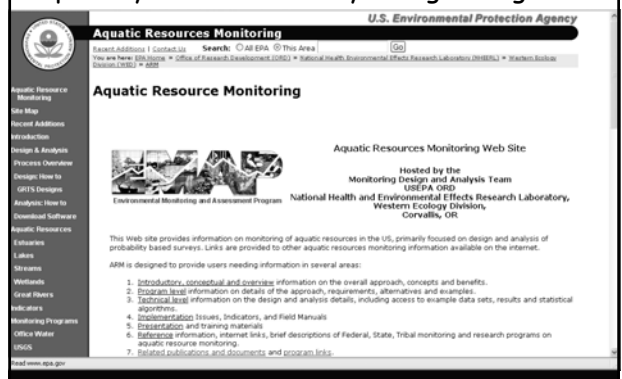 U.S. Environmental Protection Agency
Aquatic Resources Monitoring
Recent Additions | Contact Us Search: All EPA This Area Go
You are here: EPA Home » Office of Research Development (ORD) » National Health Environmental Effects Research Laboratory (NHEERL) » Western Ecology
Division (WED) » ARM
Aquatic Resource
Monitoring
Site Map
Recent Additions
Introduction
Design & Analysis
Process Overview
Design: How to
GRTS Designs
Analysis: How to
Download Software
Aquatic Resources
Estuaries
Lakes
Streams
Wetlands
Great Rivers
Indicators
Monitoring Programs
Office Water
USGS
Aquatic Resource Monitoring
EMAP
Environmental Monitoring and Assessment Program
Aquatic Resources Monitoring Web Site
Hosted by the
Monitoring Design and Analysis Team
USEPA ORD
National Health and Environmental Effects Research Laboratory,
Western Ecology Division,
Corvallis, OR
This Web site provides information on monitoring of aquatic resources in the US, primarily focused on design and analysis of
probability based surveys. Links are provided to other aquatic resources monitoring information available on the internet.
ARM is designed to provide users needing information in several areas:
1. Introductory, conceptual and overview information on the overall approach, concepts and benefits.
2. Program level information on details of the approach, requirements, alternatives and examples.
3. Technical level information on the design and analysis details, including access to example data sets, results and statistical
algorithms.
4. Implementation Issues, Indicators, and Field Manuals
5. Presentation and training materials
6. Reference information, internet links, brief descriptions of Federal, State, Tribal monitoring and research programs on
aquatic resource monitoring.
7. Related publications and documents and program links.
Read www.epa.gov